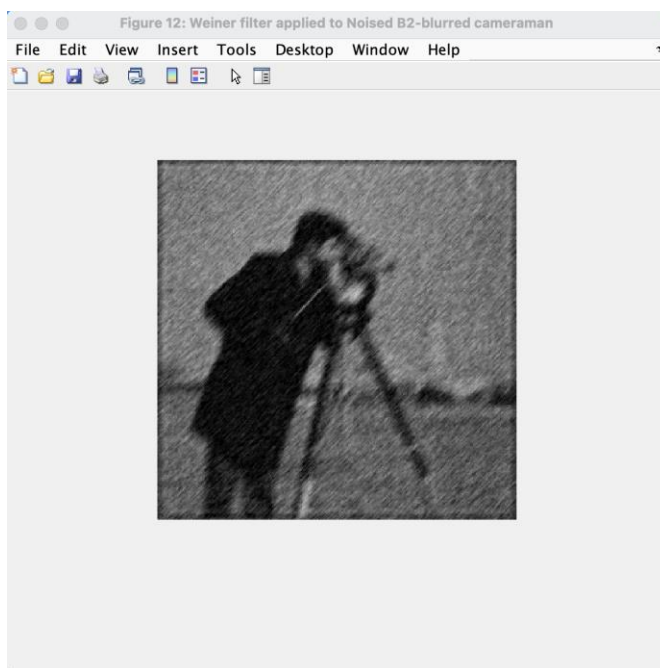 Figure 12: Weiner filter applied to Noised B2-blurred cameraman
File Edit View Insert Tools Desktop Window Help